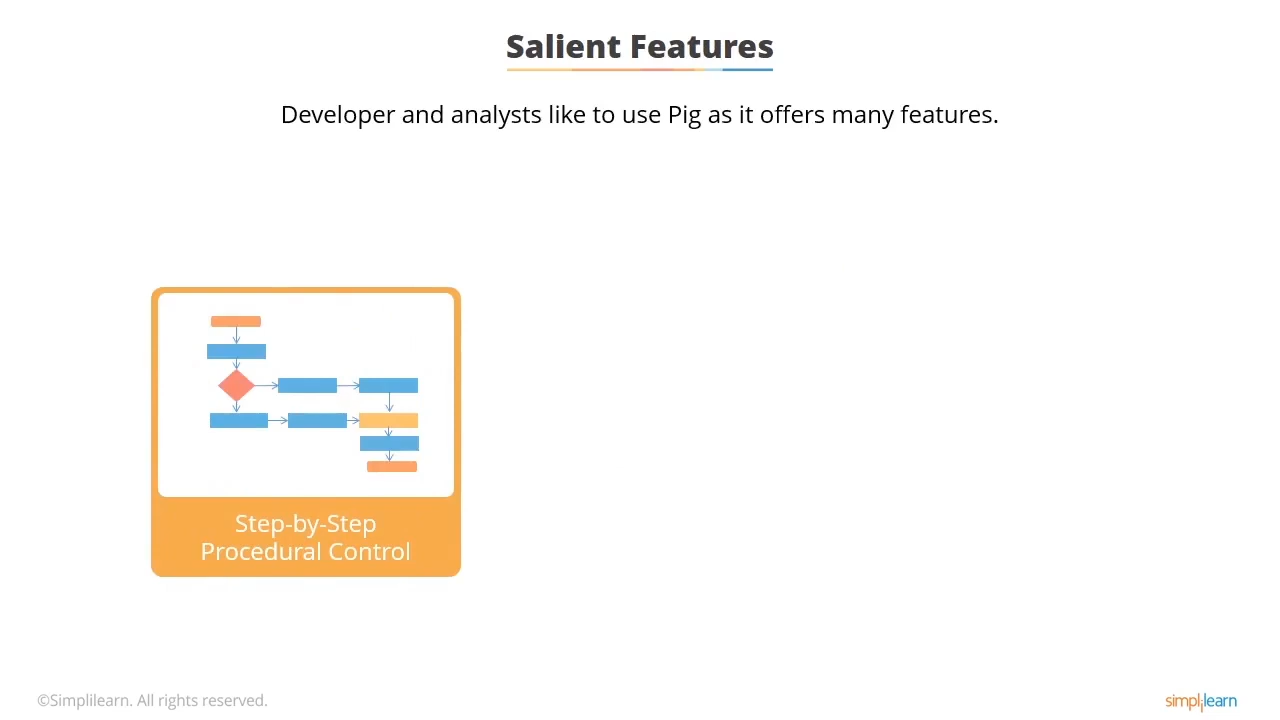 Salient Features
Developer and analysts like to use Pig as it offers many features.
Step-by-Step
Procedural Control
©Simplilearn. All rights reserved.
simplilearn